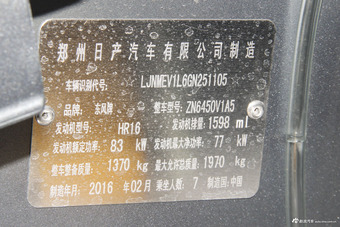 郑州日产汽车有限公司制造
车辆识别代号: LJNMEV1L6GN251105
品牌: 东风牌 整车型号: ZN6450V1A5
发动机型号: HR16 发动机排量: 1598 ml
发动机额定功率: 83 kW 发动机最大净功率: 77 kW
整车整备质量: 1370 kg 最大允许总质量: 1970 kg
制造年月: 2016 年 02 月 乘坐人数: 7 制造国: 中国